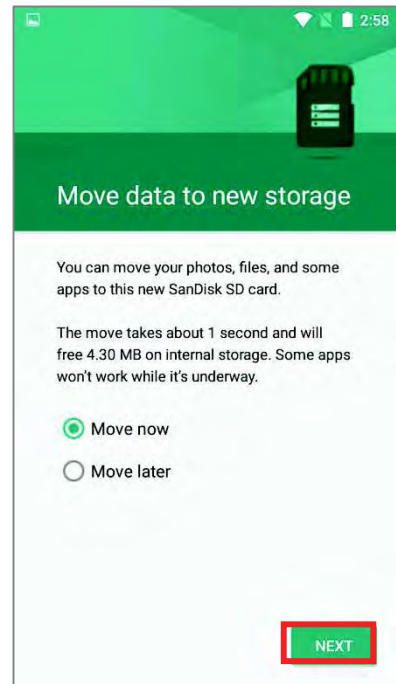 2:58
Move data to new storage
You can move your photos, files, and some
apps to this new SanDisk SD card.
The move takes about 1 second and will
free 4.30 MB on internal storage. Some apps
won't work while it's underway.
Move now
Move later
NEXT